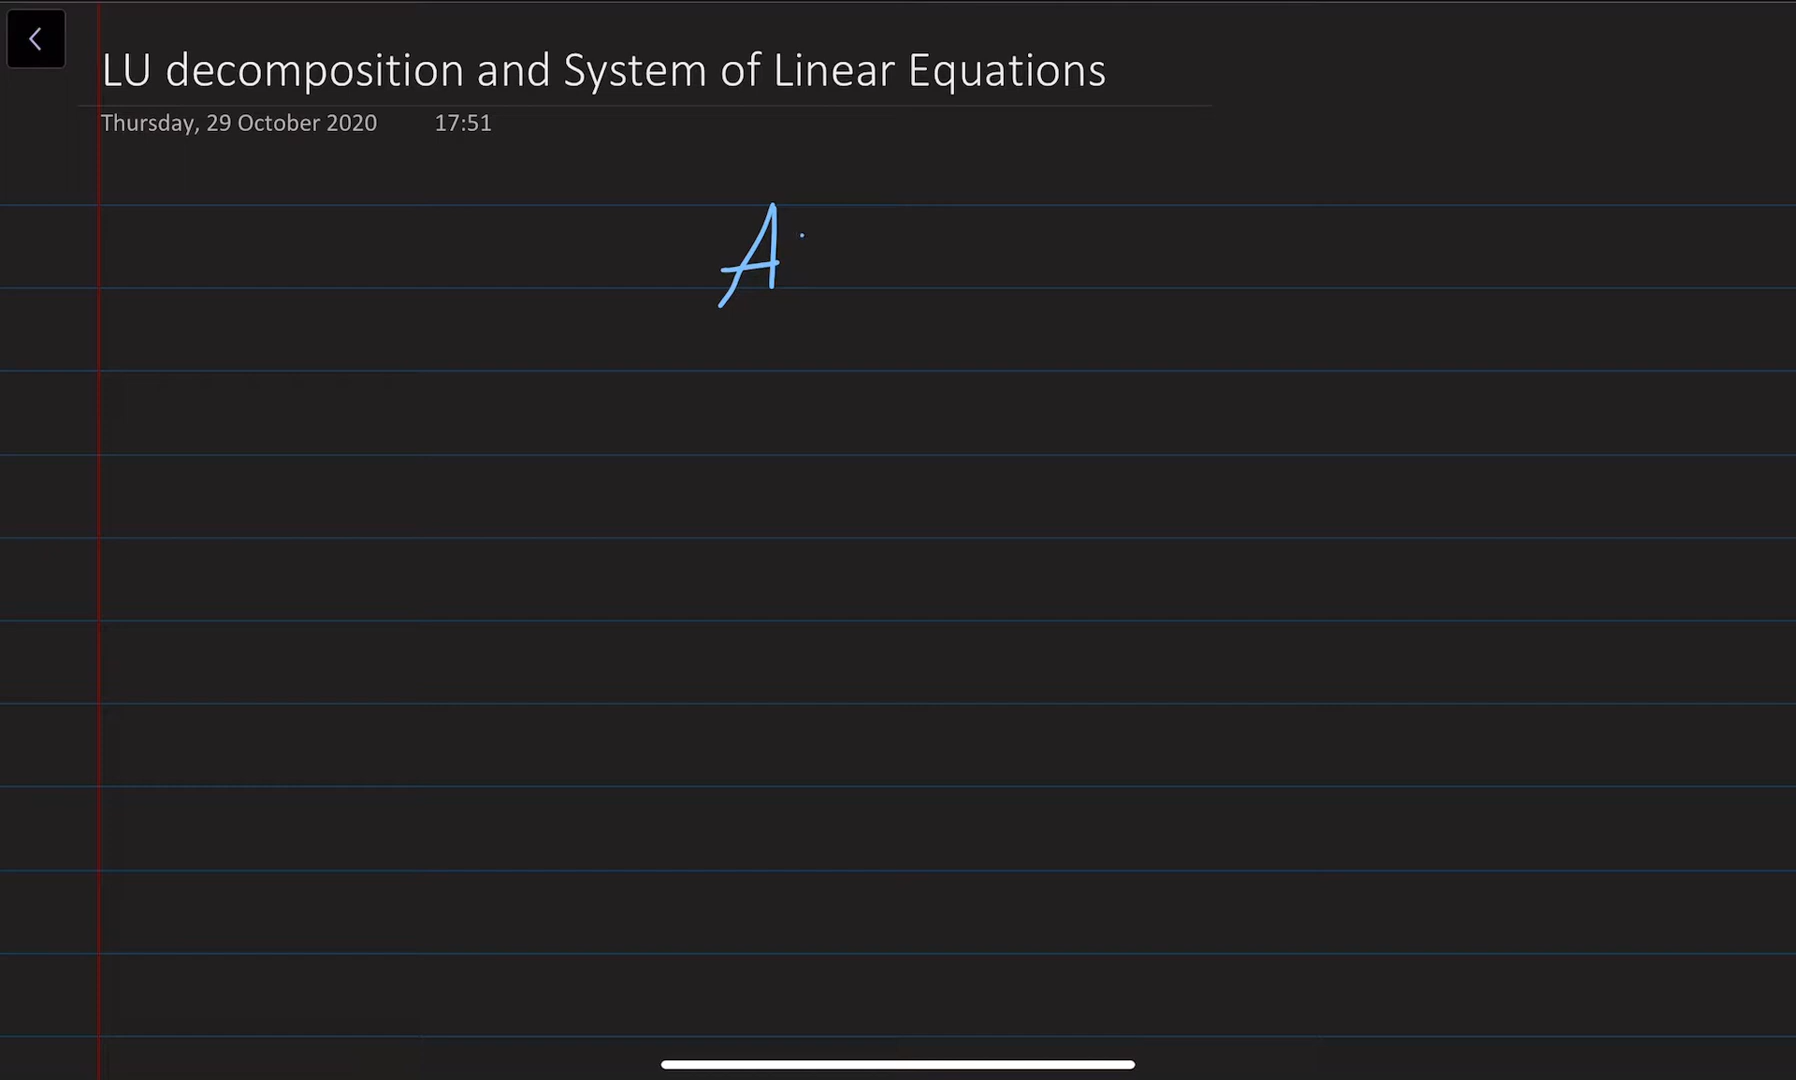 LU decomposition and System of Linear Equations
Thursday, 29 October 2020 17:51
A